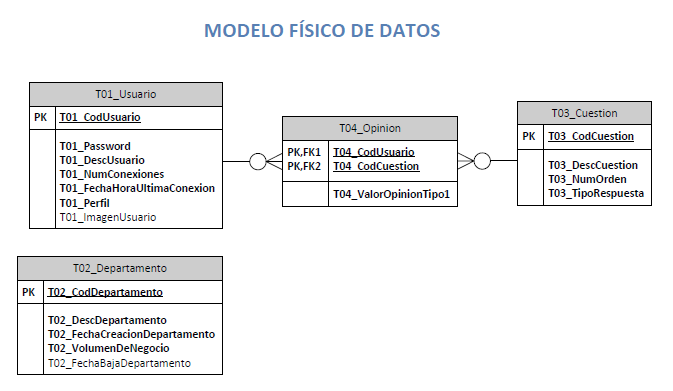 MODELO FÍSICO DE DATOS
T01_Usuario
PK T01_CodUsuario
T01_Password
T01_DescUsuario
T01_NumConexiones
T01_FechaHoraUltimaConexion
T01_Perfil
T01_ImagenUsuario
T04_Opinion
PK,FK1 T04_CodUsuario
PK,FK2 T04_CodCuestion
T04_ValorOpinionTipo1
T03_Cuestion
PK T03_CodCuestion
T03_DescCuestion
T03_NumOrden
T03_TipoRespuesta
T02_Departamento
PK T02_CodDepartamento
T02_DescDepartamento
T02_FechaCreacionDepartamento
T02_VolumenDeNegocio
T02_FechaBajaDepartamento